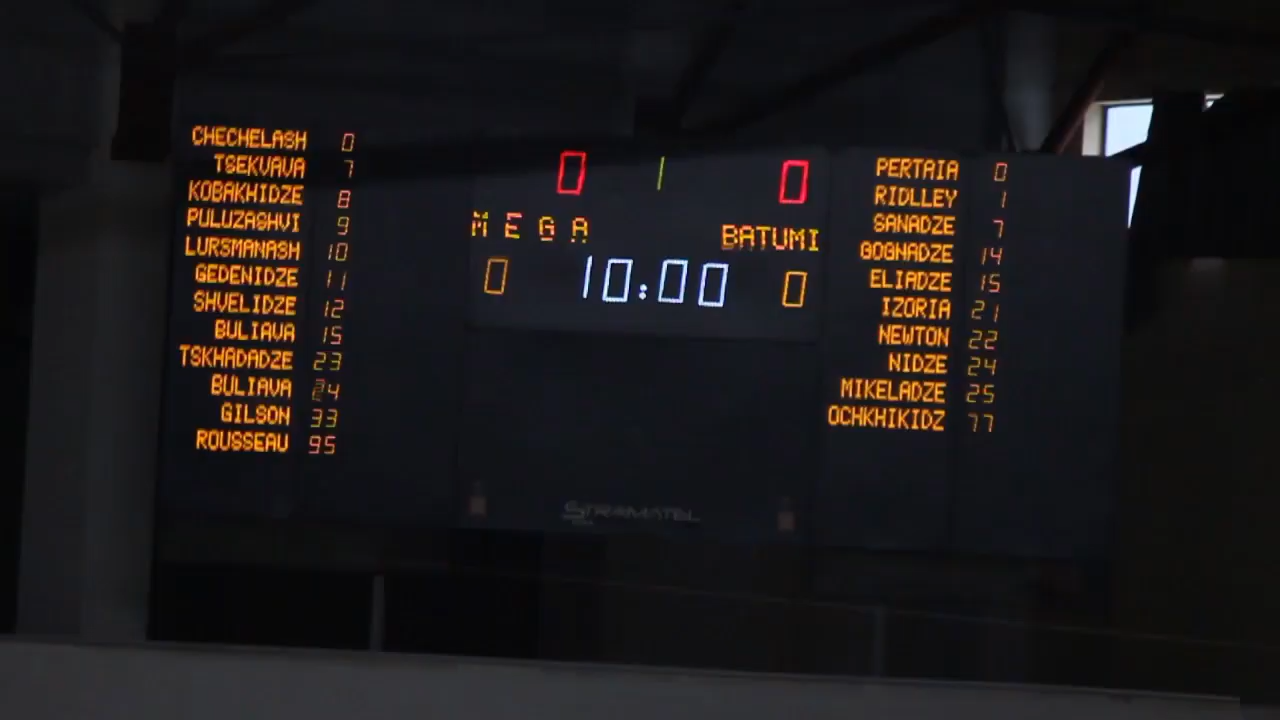 CHECHELASH 0
TSEKVAVA 7
KOBAKHIDZE 8
PULUZASHVI 9
LURSMANASH 10
GEDENIDZE 11
SHVELIDZE 12
BULIAVA 15
TSKHADADZE 23
BULIAVA 24
GILSON 33
ROUSSEAU 95
0 1 0
MEGA BATUMI
0 10:00 0
STRAMATEL
PERTAIA 0
RIDLLEY 1
SANADZE 7
GOGNADZE 14
ELIADZE 15
IZORIA 21
NEWTON 22
NIDZE 24
MIKELADZE 25
OCHKHIKIDZ 77